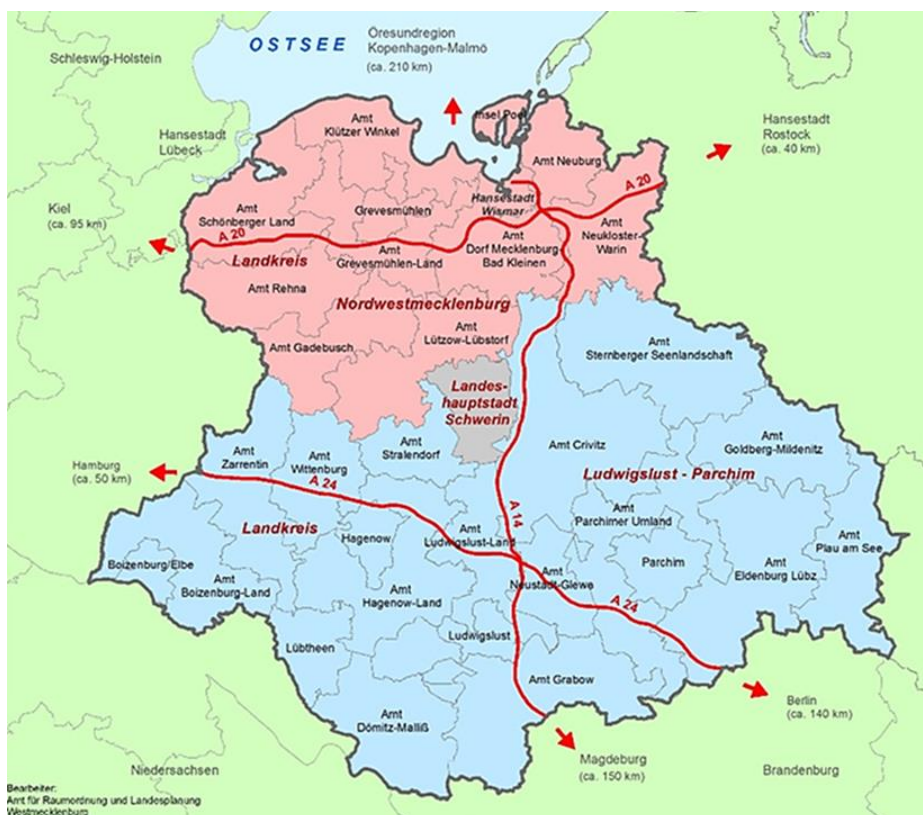 OSTSEE
Öresundregion
Kopenhagen-Malmö
(ca. 210 km)
Schleswig-Holstein
Hansestadt
Lübeck
Kiel
(ca. 95 km)
Hansestadt
Rostock
(ca. 40 km)
Insel Poel
Amt
Klützer Winkel
Amt Neuburg
Amt
Schönberger Land
Grevesmühlen
Hansestadt
Wismar
A 20
A 20
Amt
Neukloster-
Warin
Amt
Grevesmühlen-Land
Amt
Dorf Mecklenburg
Bad Kleinen
Landkreis
Nordwestmecklenburg
Amt Rehna
Amt
Lützow-Lübstorf
Amt Gadebusch
Amt
Sternberger Seenlandschaft
Landes-
hauptstadt
Schwerin
Amt
Zarrentin
Amt
Wittenburg
Amt
Stralendorf
Amt Crivitz
Amt
Goldberg-Mildenitz
Hamburg
(ca. 50 km)
A 24
A 14
Landkreis
Ludwigslust - Parchim
Hagenow
Amt
Ludwigslust-Land
Amt
Parchimer Umland
Amt
Plau am See
Boizenburg/Elbe
Amt
Boizenburg-Land
Amt
Hagenow-Land
Amt
Neustadt-Glewe
Parchim
Amt
Eldenburg Lübz
A 24
Lübtheen
Ludwigslust
Amt Grabow
Amt
Dömitz-Malliß
Berlin
(ca. 140 km)
Magdeburg
(ca. 150 km)
Niedersachsen
Brandenburg
Bearbeiter:
Amt für Raumordnung und Landesplanung
Westmecklenburg